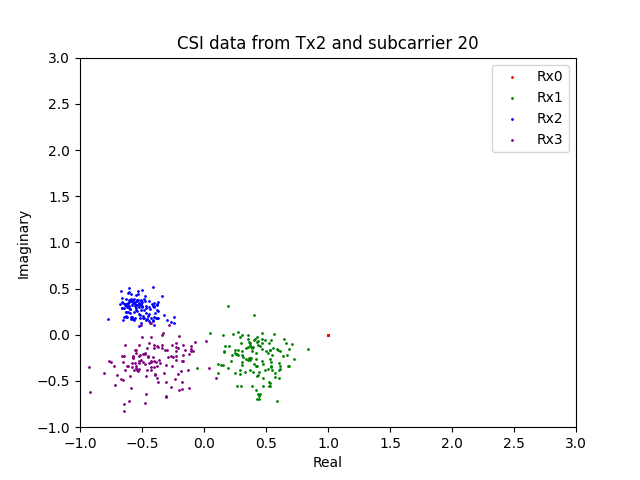 CSI data from Tx2 and subcarrier 20
3.0
2.5
2.0
1.5
1.0
0.5
0.0
−0.5
−1.0
Imaginary
Rx0
Rx1
Rx2
Rx3
−1.0 −0.5 0.0 0.5 1.0 1.5 2.0 2.5 3.0
Real